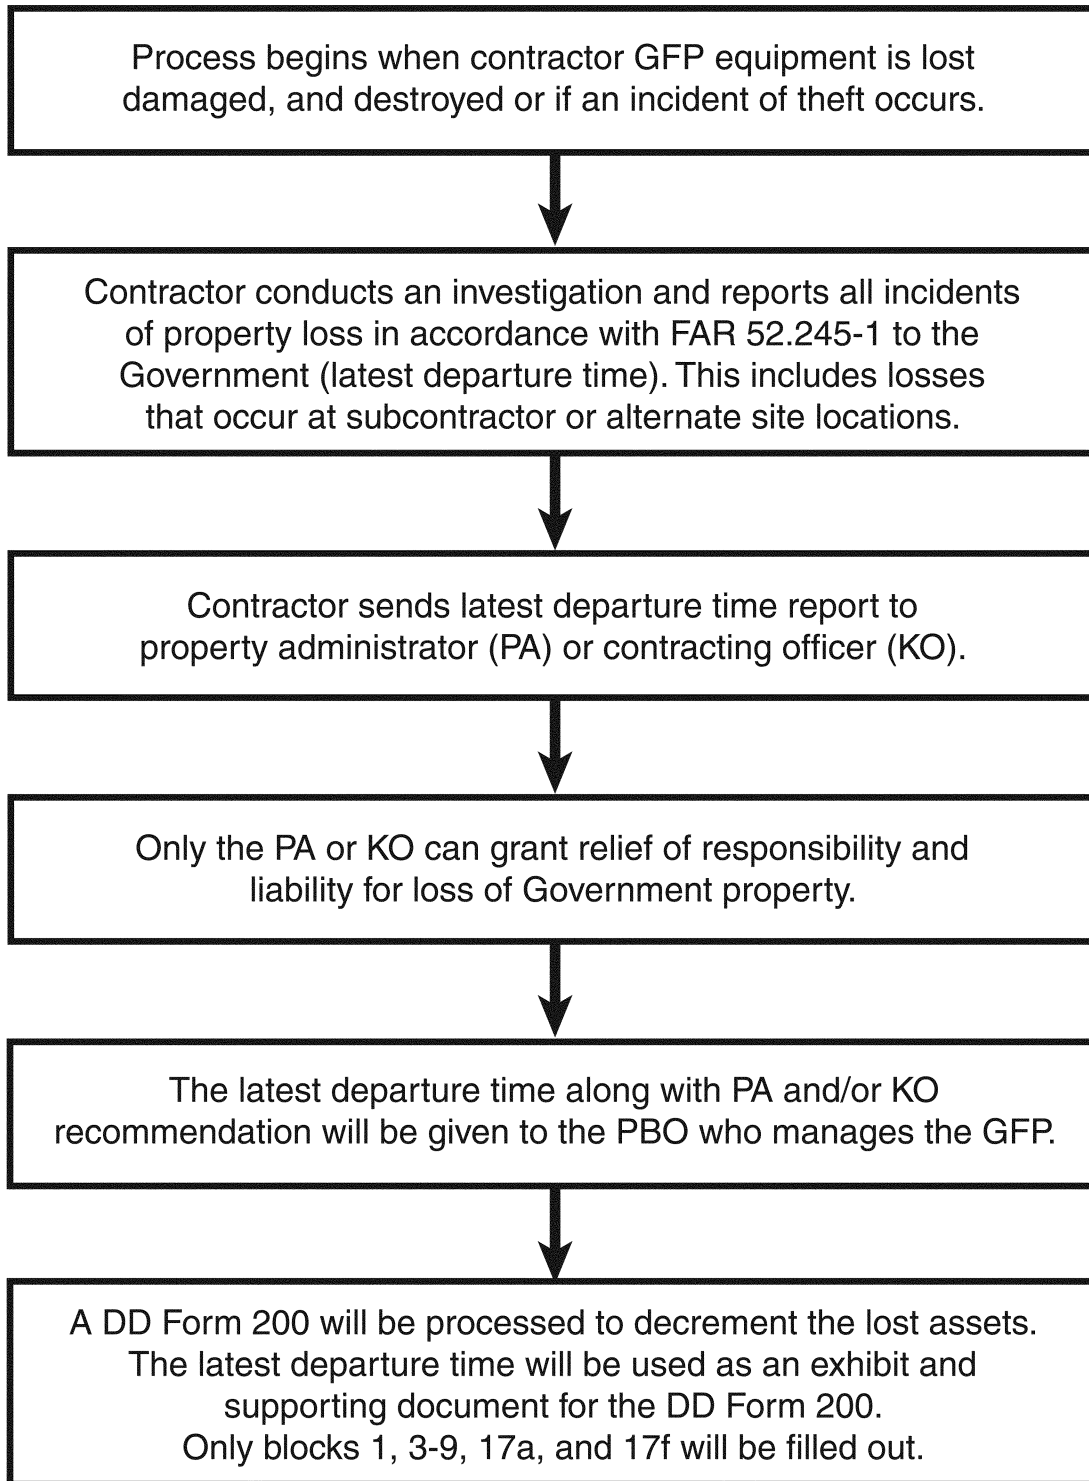 Process begins when contractor GFP equipment is lost
damaged, and destroyed or if an incident of theft occurs.
Contractor conducts an investigation and reports all incidents
of property loss in accordance with FAR 52.245-1 to the
Government (latest departure time). This includes losses
that occur at subcontractor or alternate site locations.
Contractor sends latest departure time report to
property administrator (PA) or contracting officer (KO).
Only the PA or KO can grant relief of responsibility and
liability for loss of Government property.
The latest departure time along with PA and/or KO
recommendation will be given to the PBO who manages the GFP.
A DD Form 200 will be processed to decrement the lost assets.
The latest departure time will be used as an exhibit and
supporting document for the DD Form 200.
Only blocks 1, 3-9, 17a, and 17f will be filled out.